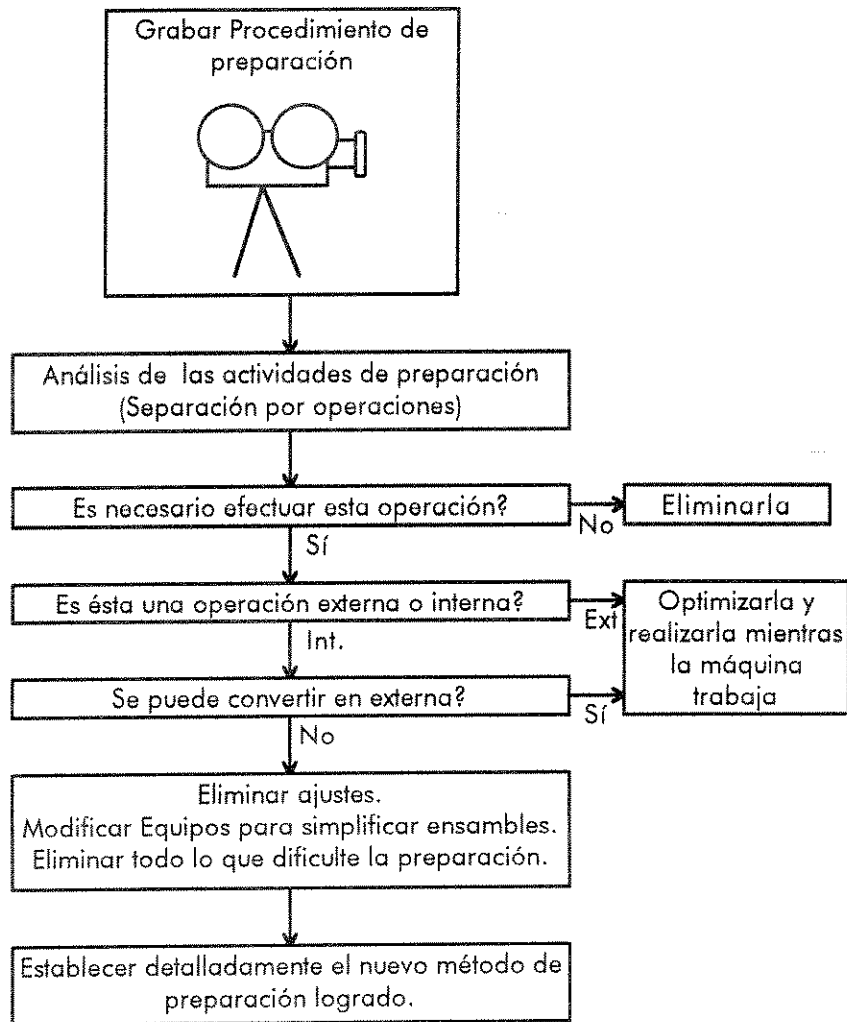 Grabar Procedimiento de
preparación
Análisis de las actividades de preparación
(Separación por operaciones)
Es necesario efectuar esta operación?
No
Eliminarla
Sí
Es ésta una operación externa o interna?
Ext
Optimizarla y
realizarla mientras
la máquina
trabaja
Int.
Se puede convertir en externa?
Sí
No
Eliminar ajustes.
Modificar Equipos para simplificar ensambles.
Eliminar todo lo que dificulte la preparación.
Establecer detalladamente el nuevo método de
preparación logrado.